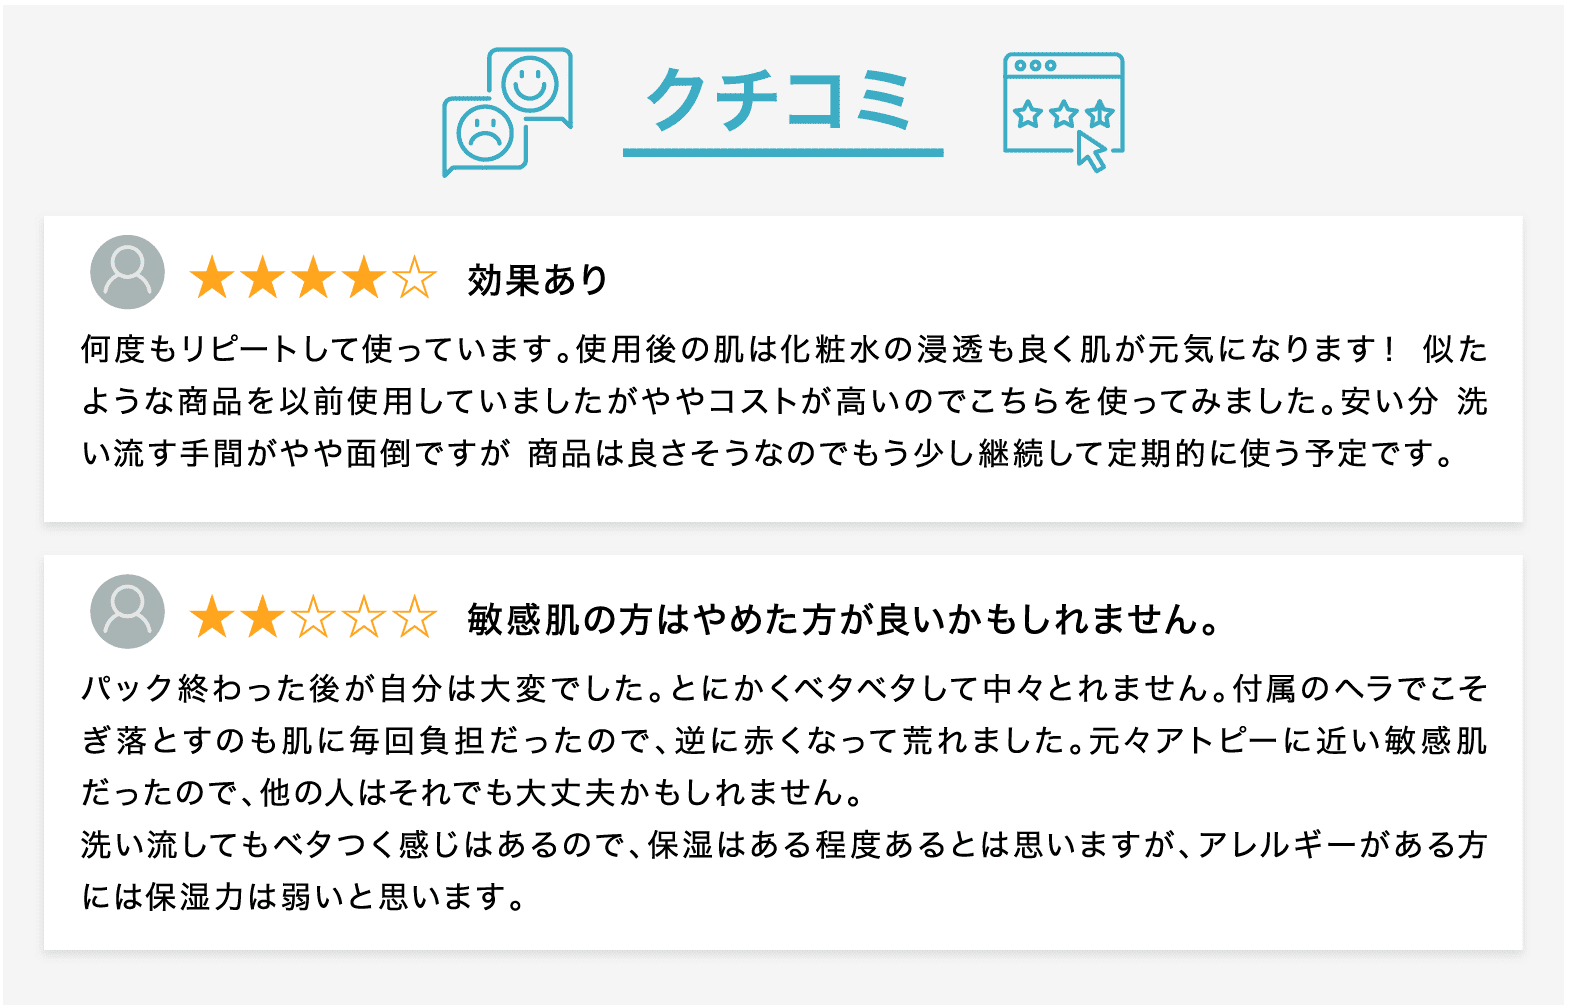 クチコミ
★★★★☆ 効果あり
何度もリピートして使っています。使用後の肌は化粧水の浸透も良く肌が元気になります！ 似た
ような商品を以前使用していましたがややコストが高いのでこちらを使ってみました。安い分 洗
い流す手間がやや面倒ですが 商品は良さそうなのでもう少し継続して定期的に使う予定です。
★★☆☆☆ 敏感肌の方はやめた方が良いかもしれません。
パック終わった後が自分は大変でした。とにかくベタベタして中々とれません。付属のヘラでこそ
ぎ落とすのも肌に毎回負担だったので、逆に赤くなって荒れました。元々アトピーに近い敏感肌
だったので、他の人はそれでも大丈夫かもしれません。
洗い流してもベタつく感じはあるので、保湿はある程度あるとは思いますが、アレルギーがある方
には保湿力は弱いと思います。